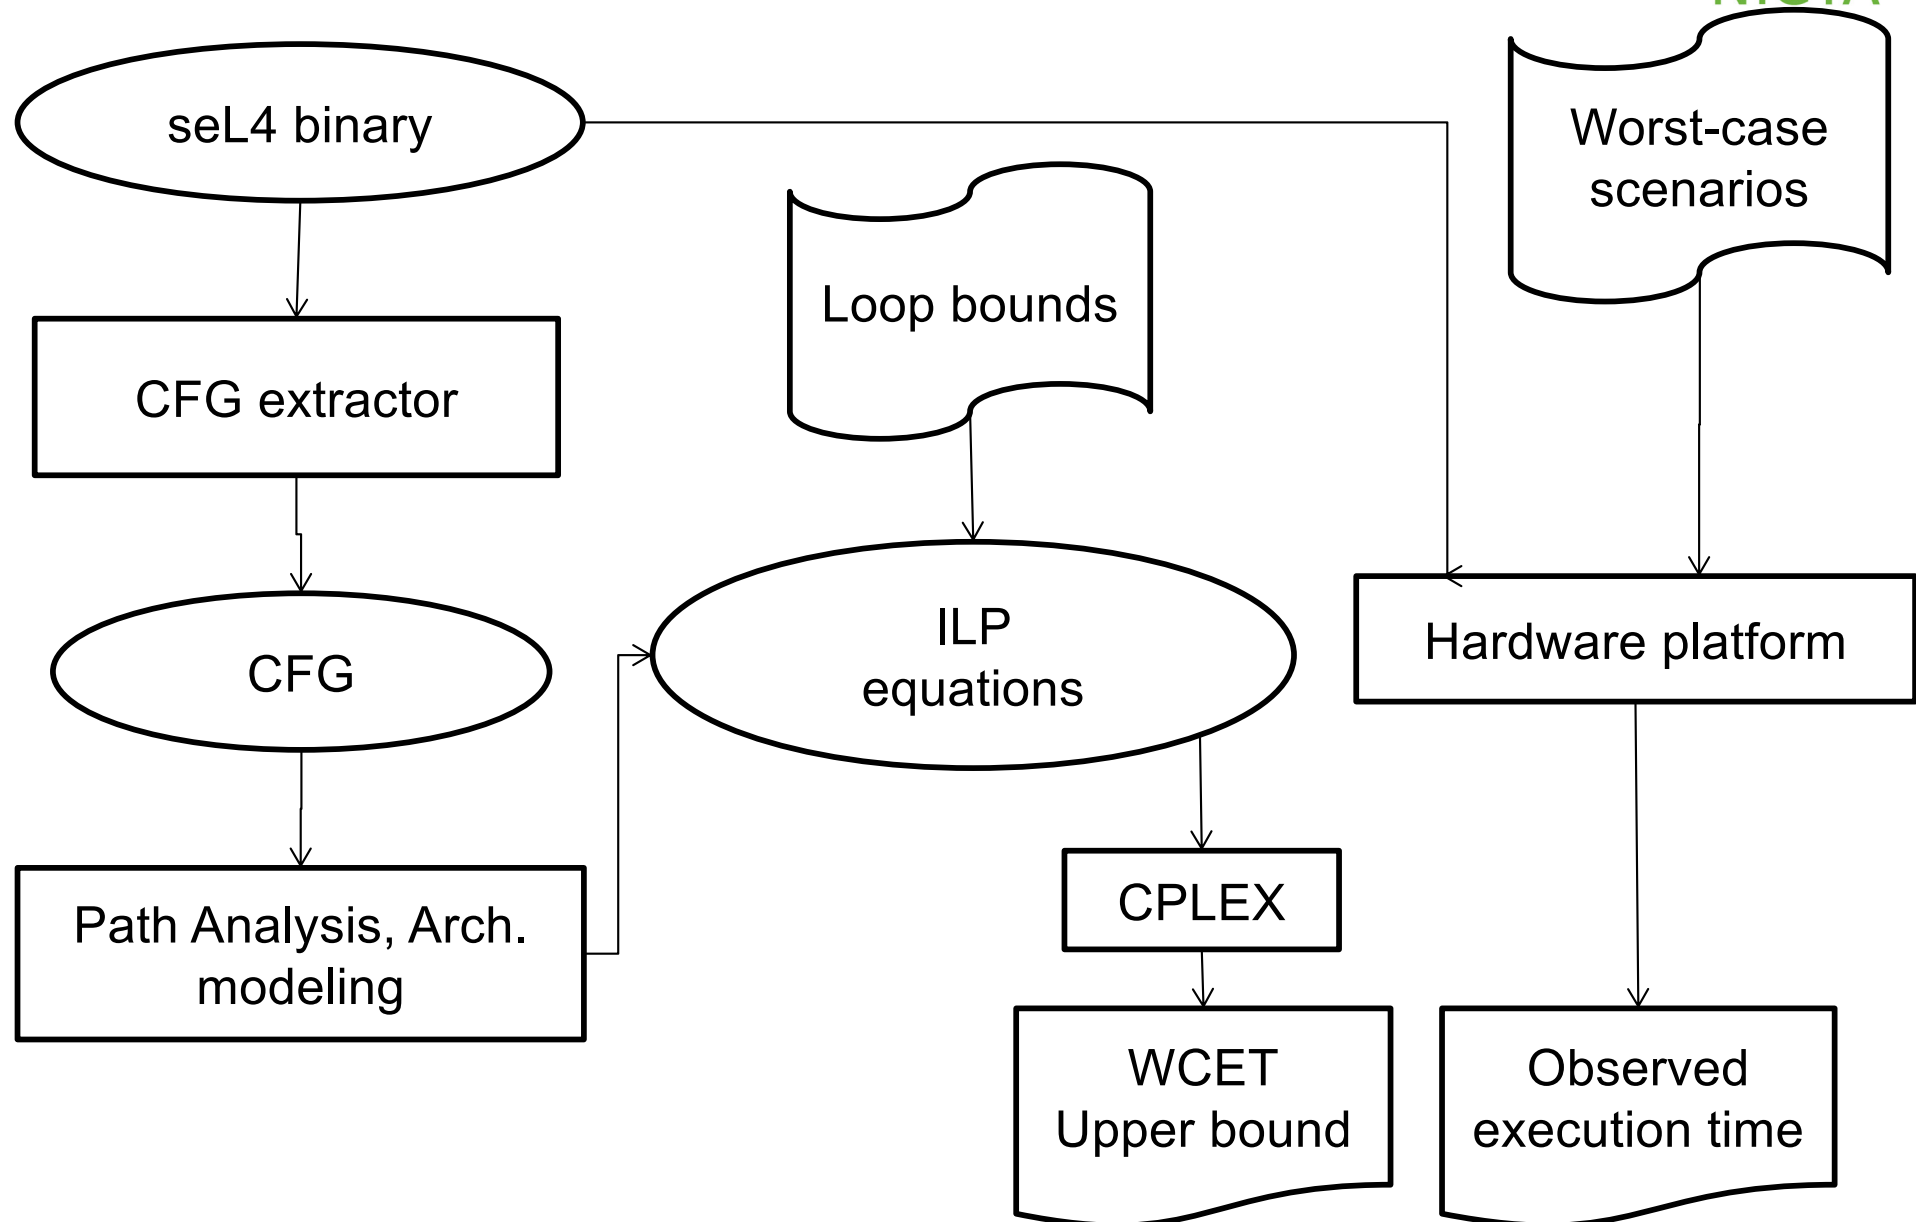 seL4 binary
Worst-case
scenarios
Loop bounds
CFG extractor
ILP
equations
Hardware platform
CFG
CPLEX
Path Analysis, Arch.
modeling
WCET
Upper bound
Observed
execution time